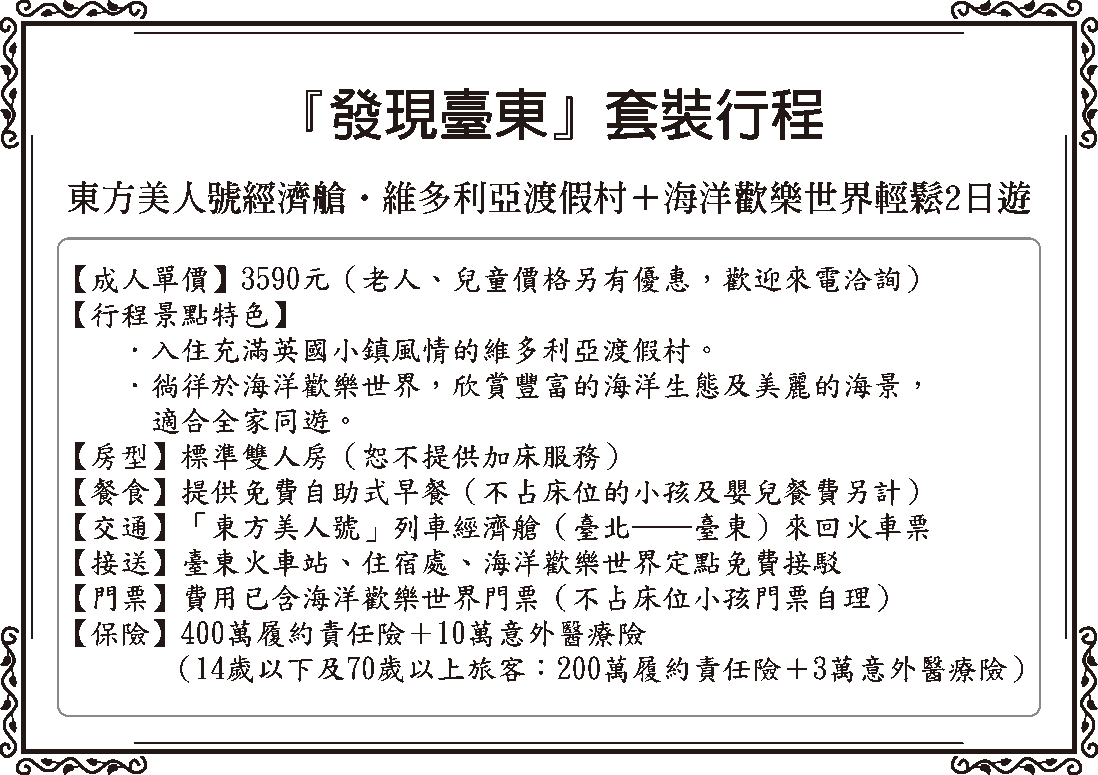 『發現臺東』套裝行程
東方美人號經濟艙．維多利亞渡假村＋海洋歡樂世界輕鬆2日遊
【成人單價】3590元（老人、兒童價格另有優惠，歡迎來電洽詢）
【行程景點特色】
．入住充滿英國小鎮風情的維多利亞渡假村。
．徜徉於海洋歡樂世界，欣賞豐富的海洋生態及美麗的海景，
適合全家同遊。
【房型】標準雙人房（恕不提供加床服務）
【餐食】提供免費自助式早餐（不占床位的小孩及嬰兒餐費另計）
【交通】「東方美人號」列車經濟艙（臺北──臺東）來回火車票
【接送】臺東火車站、住宿處、海洋歡樂世界定點免費接駁
【門票】費用已含海洋歡樂世界門票（不占床位小孩門票自理）
【保險】400萬履約責任險＋10萬意外醫療險
（14歲以下及70歲以上旅客：200萬履約責任險＋3萬意外醫療險）